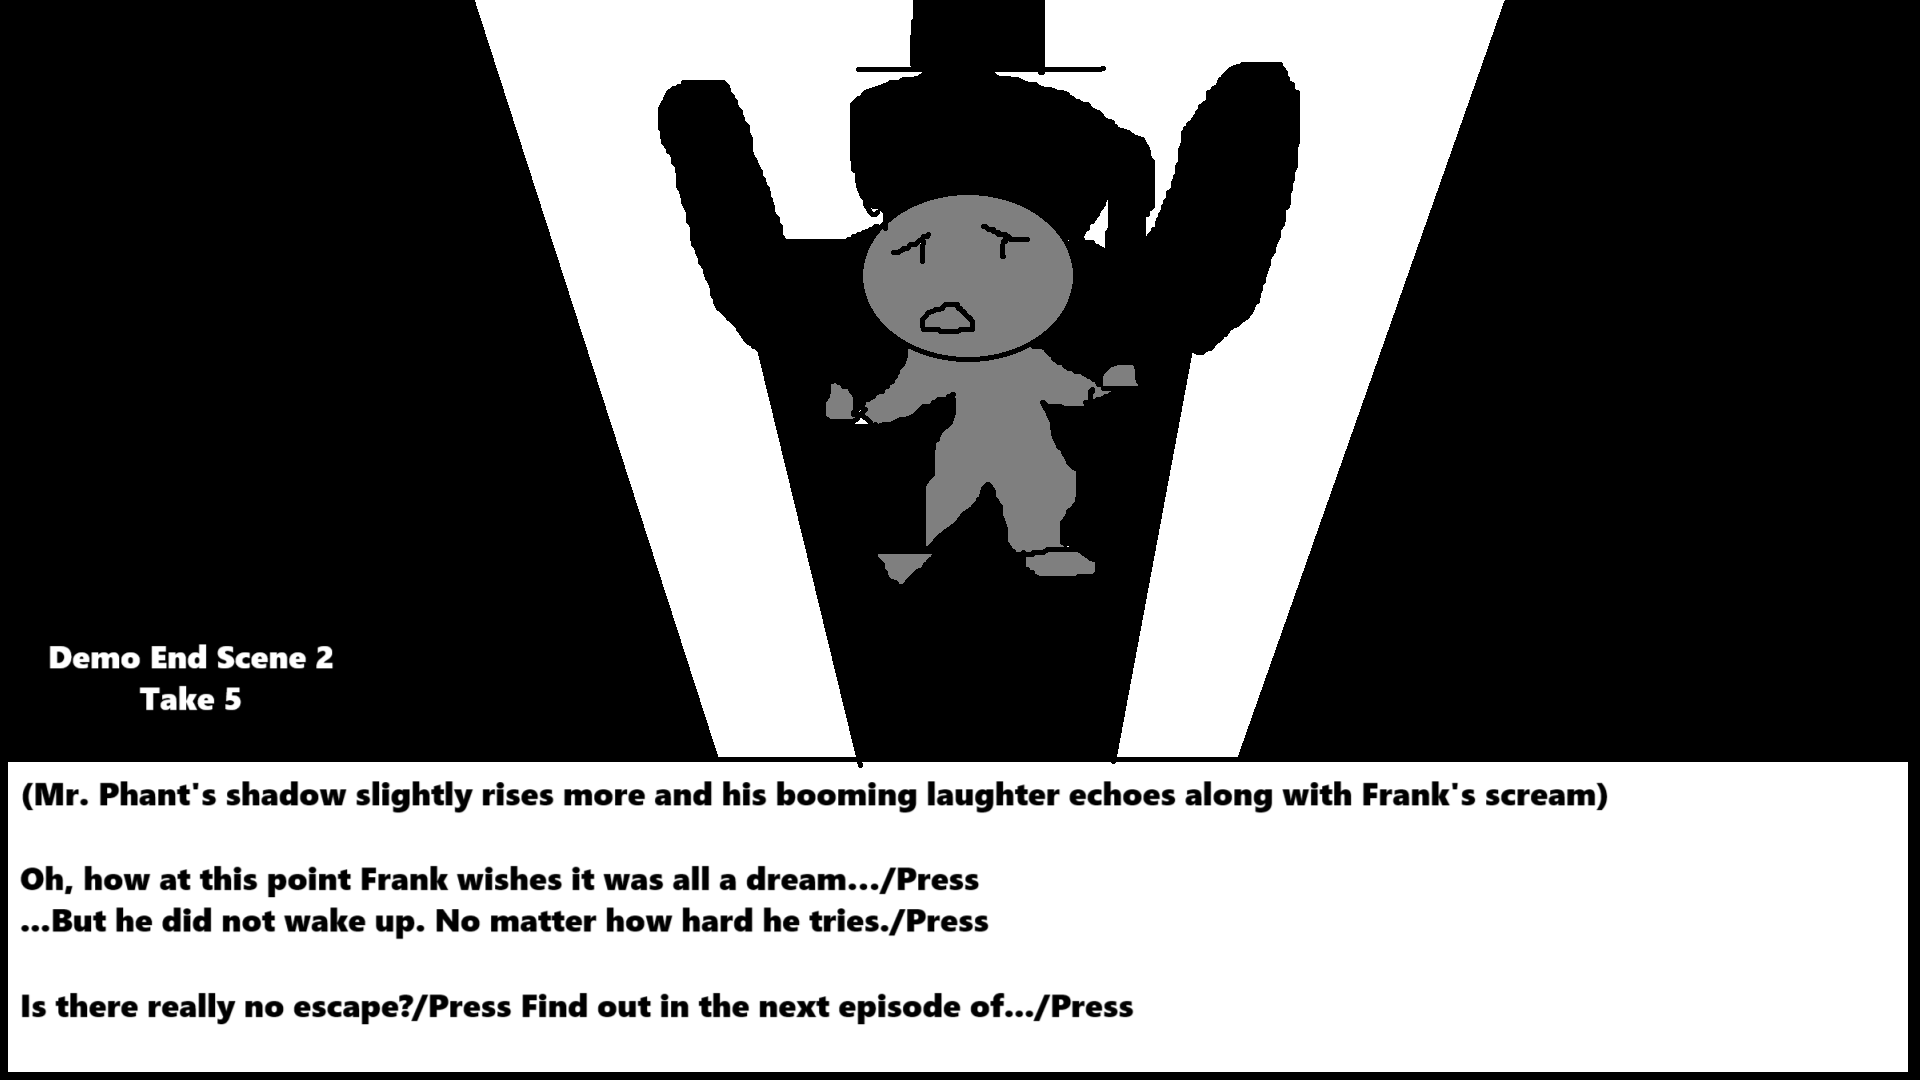 Demo End Scene 2
Take 5
(Mr. Phant's shadow slightly rises more and his booming laughter echoes along with Frank's scream)
Oh, how at this point Frank wishes it was all a dream.../Press
...But he did not wake up. No matter how hard he tries./Press
Is there really no escape?/Press Find out in the next episode of.../Press